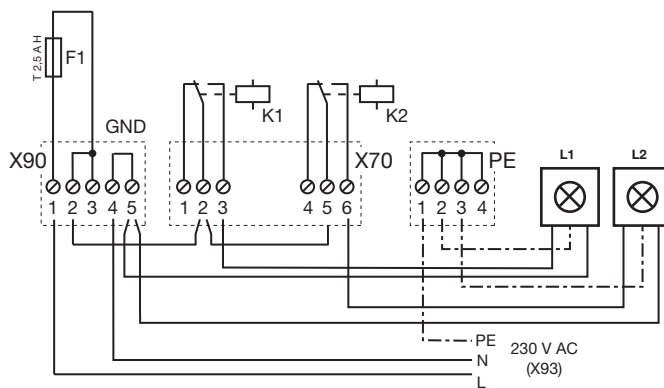 T 2,5 A H
F1
GND
X90
K1
K2
X70
PE
L1
L2
1 2 3 4 5
1 2 3
4 5 6
1 2 3 4
PE
N
L
230 V AC
(X93)